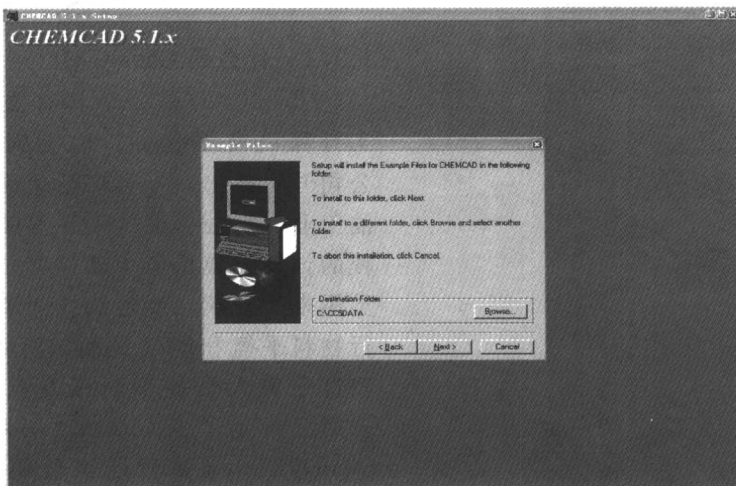 CHEMCAD 5.1.x Setup
CHEMCAD 5.1.x
Example Files
Setup will install the Example Files for CHEMCAD in the following
folder.
To install to this folder, click Next.
To install to a different folder, click Browse and select another
folder.
To abort this installation, click Cancel.
Destination Folder
C:\CC5DATA
Browse...
< Back
Next >
Cancel